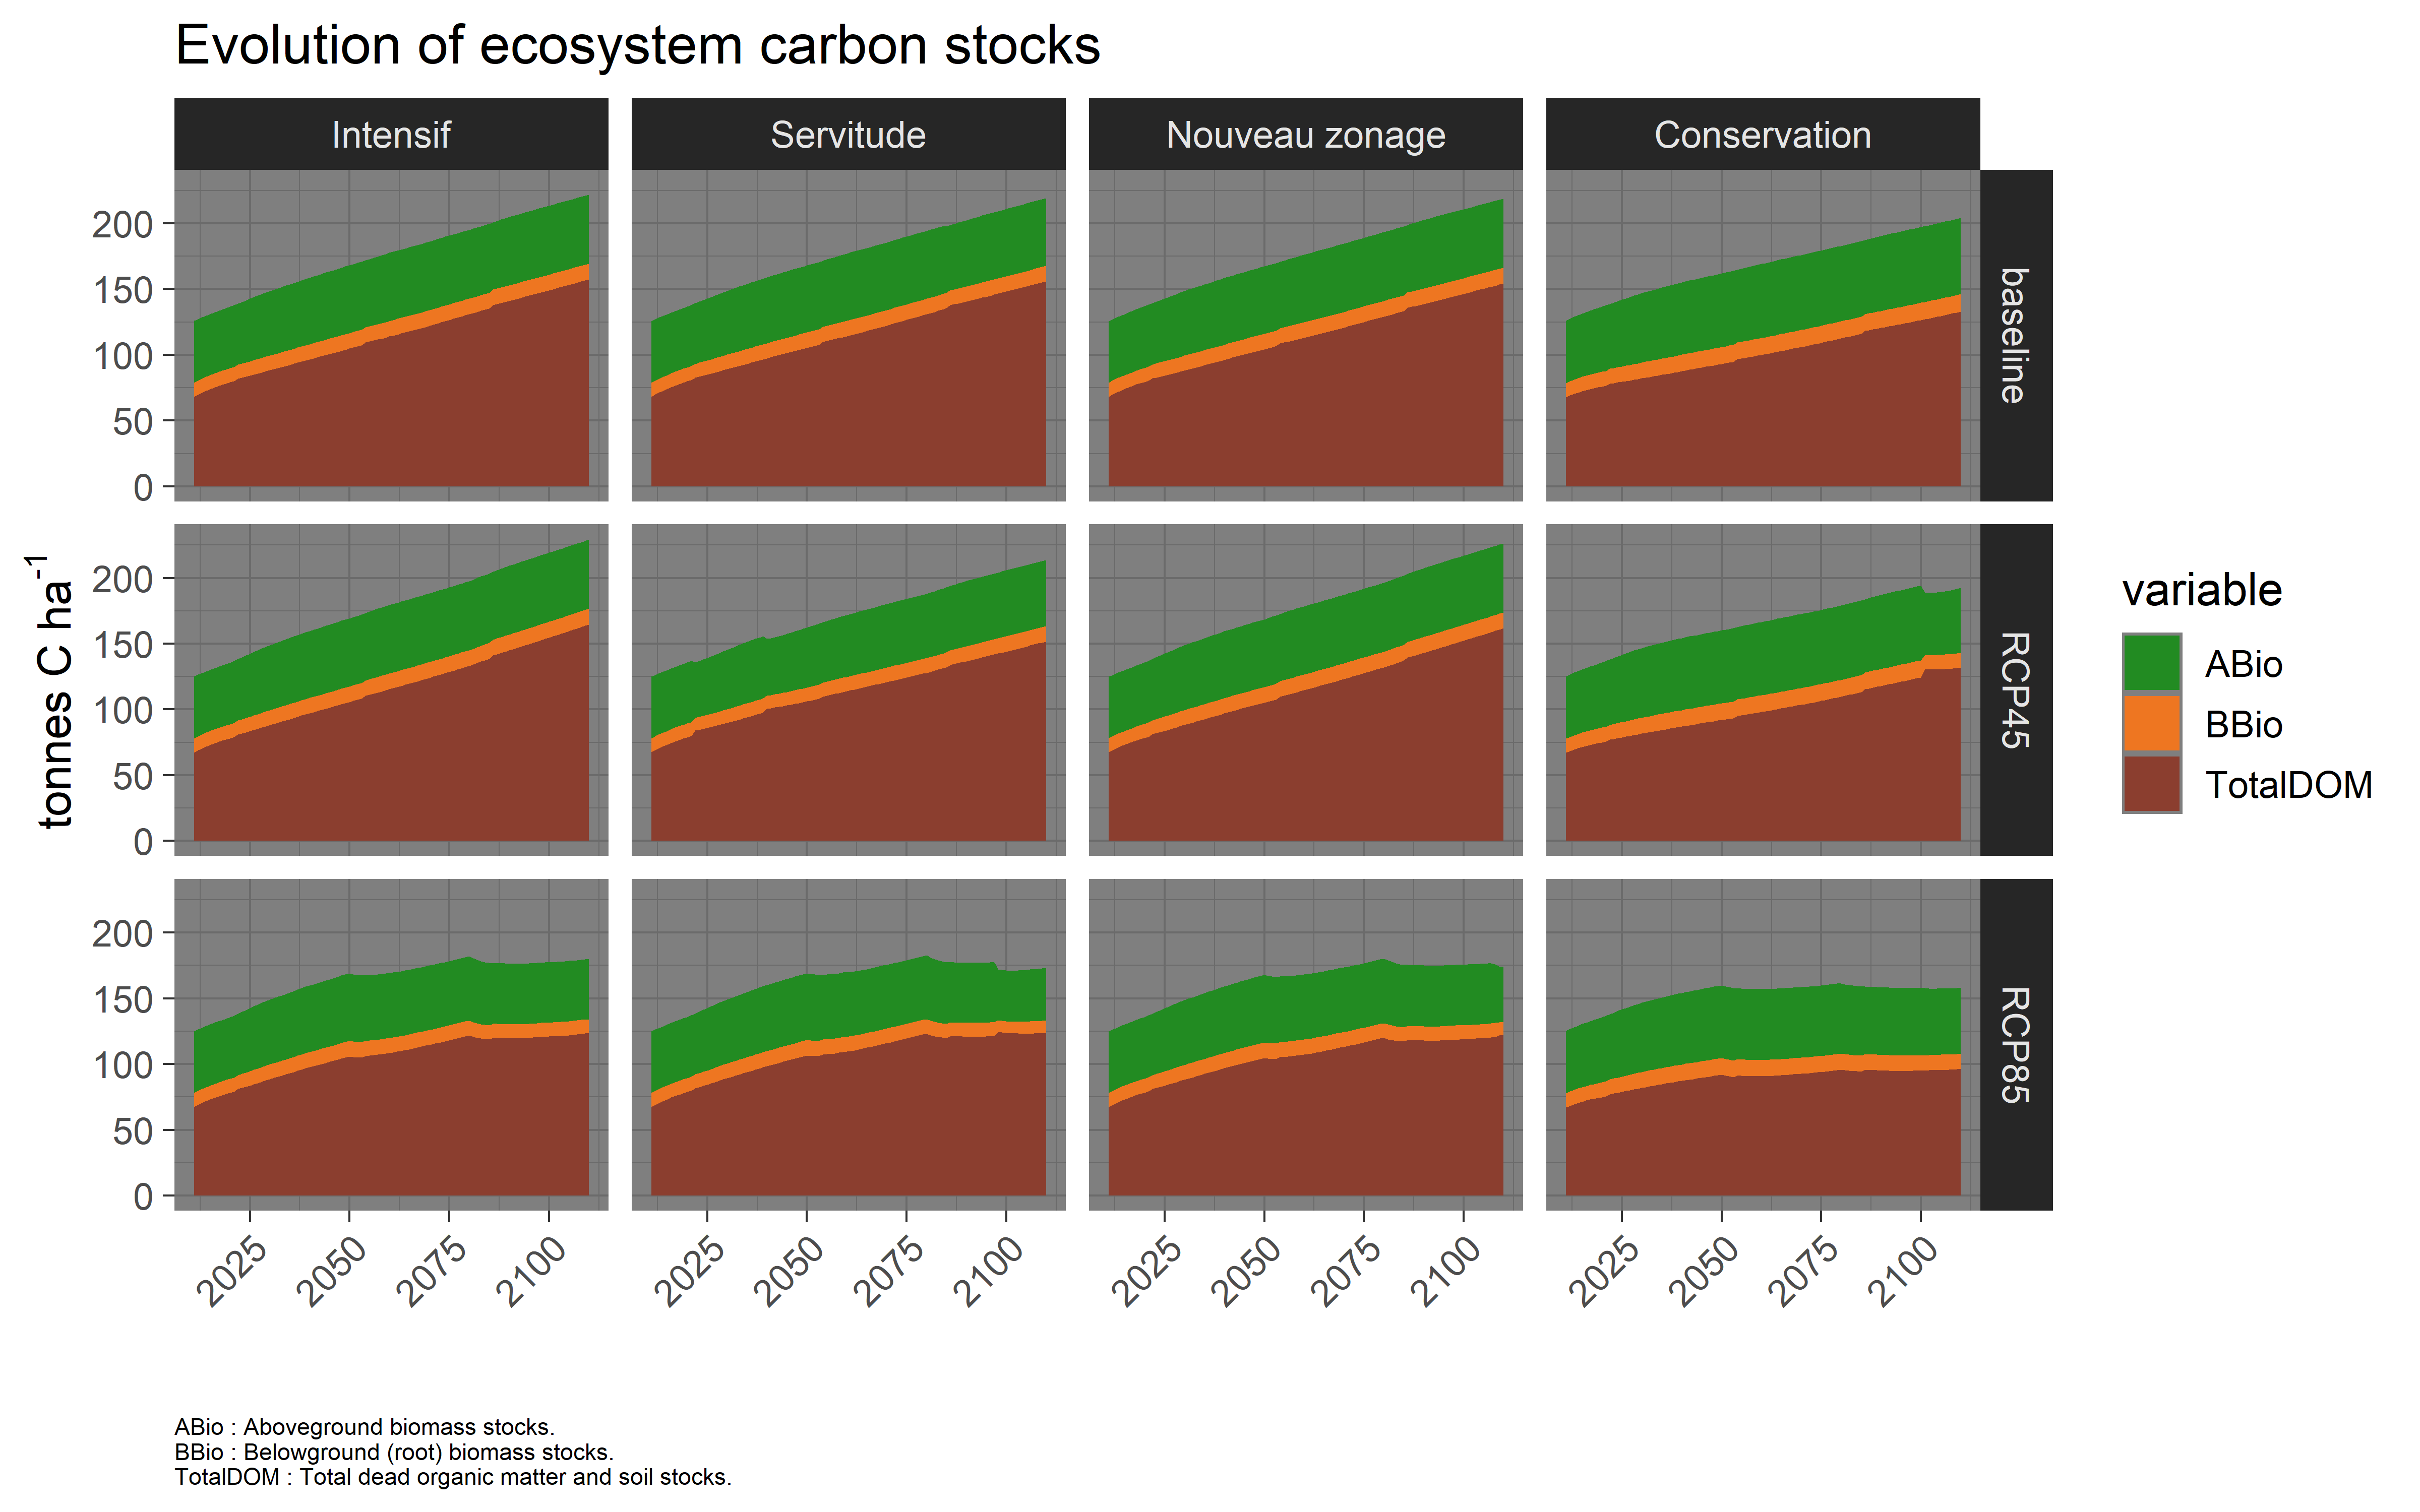 Evolution of ecosystem carbon stocks
Intensif
Servitude
Nouveau zonage
Conservation
200
150
100
50
0
baseline
tonnes C ha⁻¹
200
150
100
50
0
RCP45
200
150
100
50
0
RCP85
2025 2050 2075 2100
2025 2050 2075 2100
2025 2050 2075 2100
2025 2050 2075 2100
variable
ABio
BBio
TotalDOM
ABio : Aboveground biomass stocks.
BBio : Belowground (root) biomass stocks.
TotalDOM : Total dead organic matter and soil stocks.